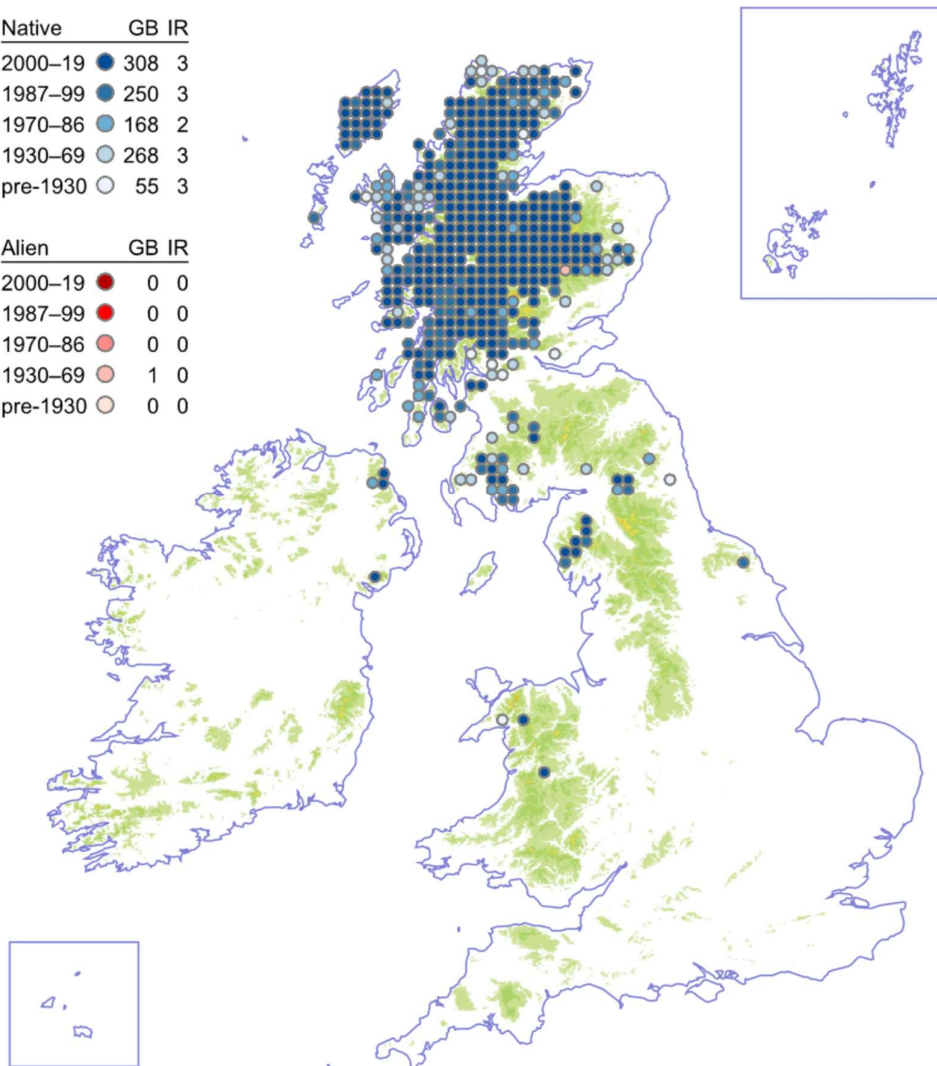 Native GB IR
2000–19 308 3
1987–99 250 3
1970–86 168 2
1930–69 268 3
pre-1930 55 3
Alien GB IR
2000–19 0 0
1987–99 0 0
1970–86 0 0
1930–69 1 0
pre-1930 0 0